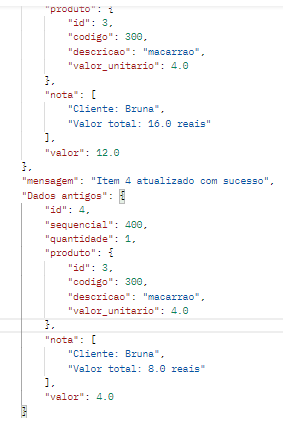 "produto": {
"id": 3,
"codigo": 300,
"descricao": "macarrao",
"valor_unitario": 4.0
},
"nota": [
"Cliente: Bruna",
"Valor total: 16.0 reais"
],
"valor": 12.0
},
"mensagem": "Item 4 atualizado com sucesso",
"Dados antigos": {
"id": 4,
"sequencial": 400,
"quantidade": 1,
"produto": {
"id": 3,
"codigo": 300,
"descricao": "macarrao",
"valor_unitario": 4.0
},
"nota": [
"Cliente: Bruna",
"Valor total: 8.0 reais"
],
"valor": 4.0
}